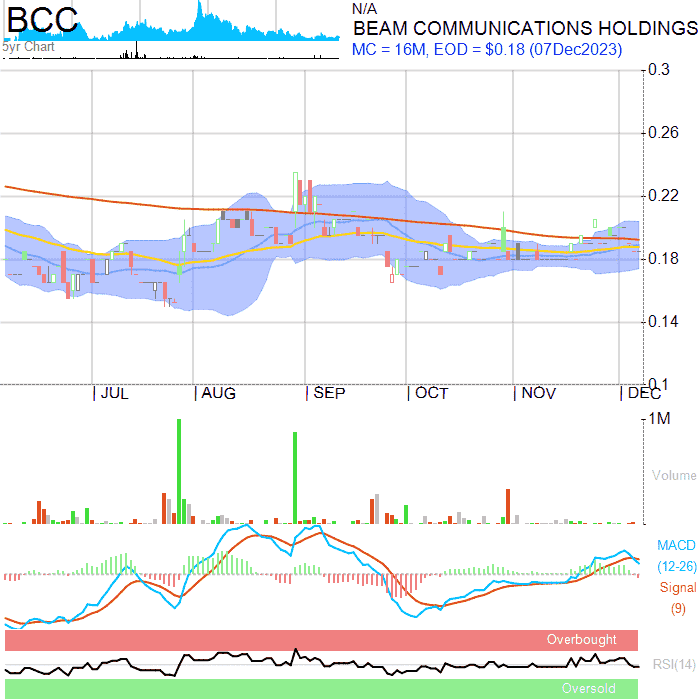 BCC
5yr Chart
N/A
BEAM COMMUNICATIONS HOLDINGS
MC = 16M, EOD = $0.18 (07Dec2023)
0.3
0.26
0.22
0.18
0.14
0.1
JUL
AUG
SEP
OCT
NOV
DEC
1M
Volume
MACD
(12-26)
Signal
(9)
Overbought
RSI(14)
Oversold